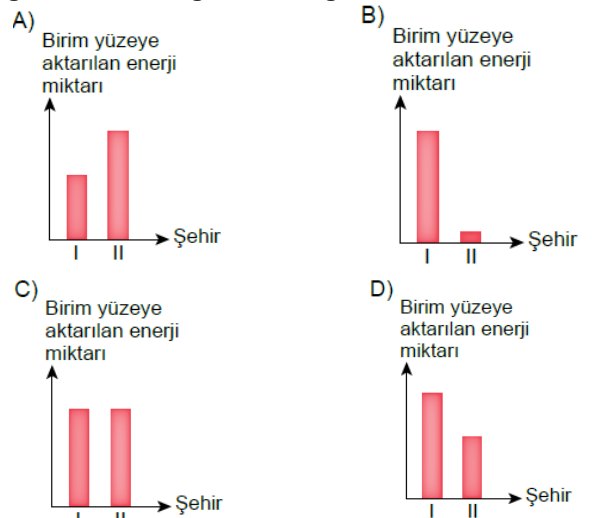 A)
Birim yüzeye
aktarılan enerji
miktarı
Şehir
I II
B)
Birim yüzeye
aktarılan enerji
miktarı
Şehir
I II
C)
Birim yüzeye
aktarılan enerji
miktarı
Şehir
I II
D)
Birim yüzeye
aktarılan enerji
miktarı
Şehir
I II